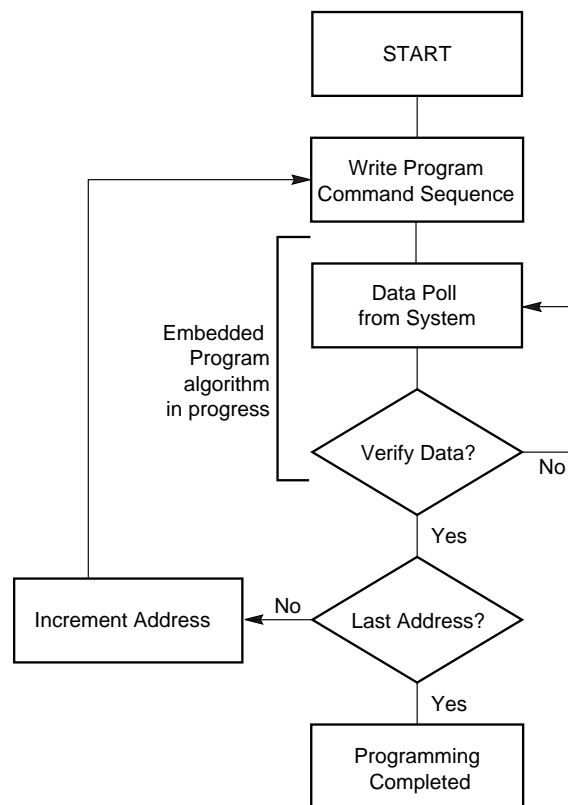 START
Write Program
Command Sequence
Data Poll
from System
Embedded
Program
algorithm
in progress
Verify Data?
No
Yes
Increment Address
No
Last Address?
Yes
Programming
Completed